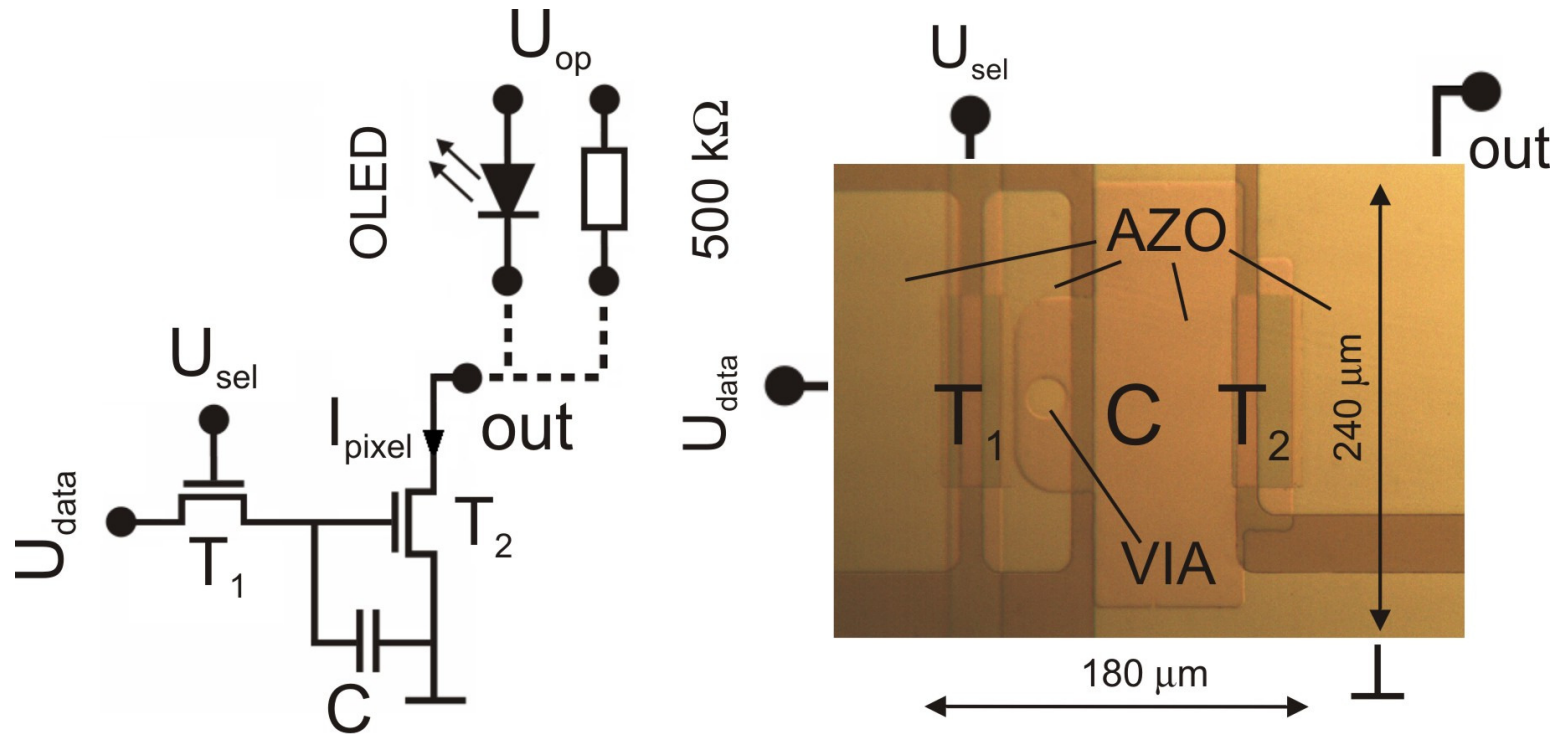 U_op
OLED
500 kΩ
U_sel
I_pixel
out
U_data
T_1
T_2
C
U_sel
out
AZO
U_data
T_1
C
T_2
240 μm
VIA
180 μm